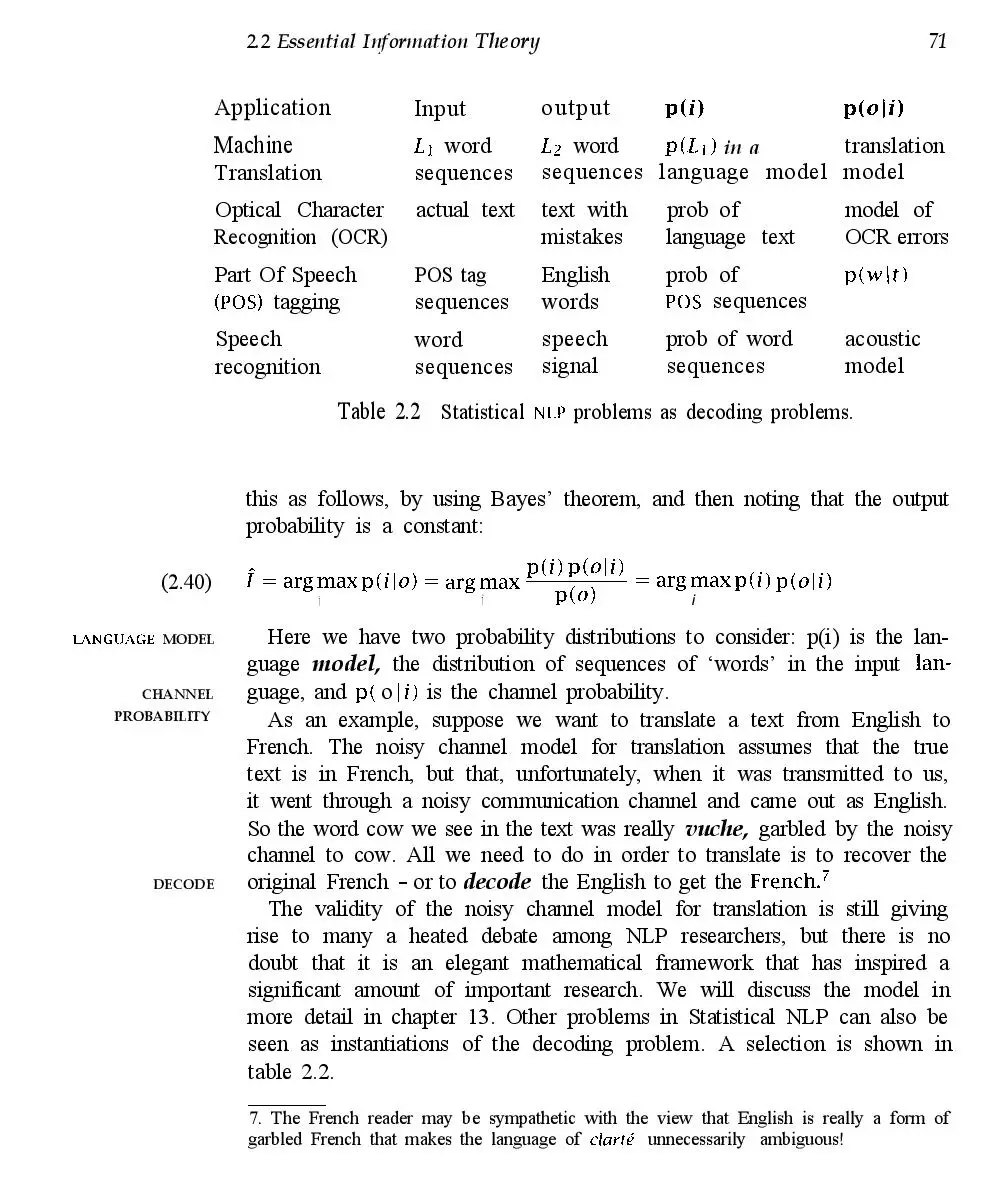 2.2 Essential Information Theory 71
Application Input output p(i) p(o|i)
Machine L1 word L2 word p(L1) in a translation
Translation sequences sequences language model model
Optical Character actual text text with prob of model of
Recognition (OCR) mistakes language text OCR errors
Part Of Speech POS tag English prob of p(w|t)
(POS) tagging sequences words POS sequences
Speech word speech prob of word acoustic
recognition sequences signal sequences model
Table 2.2 Statistical NLP problems as decoding problems.
this as follows, by using Bayes’ theorem, and then noting that the output
probability is a constant:
(2.40) Î = arg max_i p(i|o) = arg max_i p(i) p(o|i) / p(o) = arg max_i p(i) p(o|i)
LANGUAGE MODEL Here we have two probability distributions to consider: p(i) is the lan-
guage model, the distribution of sequences of ‘words’ in the input lan-
CHANNEL guage, and p( o|i) is the channel probability.
PROBABILITY As an example, suppose we want to translate a text from English to
French. The noisy channel model for translation assumes that the true
text is in French, but that, unfortunately, when it was transmitted to us,
it went through a noisy communication channel and came out as English.
So the word cow we see in the text was really vuche, garbled by the noisy
channel to cow. All we need to do in order to translate is to recover the
DECODE original French – or to decode the English to get the French.7
The validity of the noisy channel model for translation is still giving
rise to many a heated debate among NLP researchers, but there is no
doubt that it is an elegant mathematical framework that has inspired a
significant amount of important research. We will discuss the model in
more detail in chapter 13. Other problems in Statistical NLP can also be
seen as instantiations of the decoding problem. A selection is shown in
table 2.2.
7. The French reader may be sympathetic with the view that English is really a form of
garbled French that makes the language of clarté unnecessarily ambiguous!